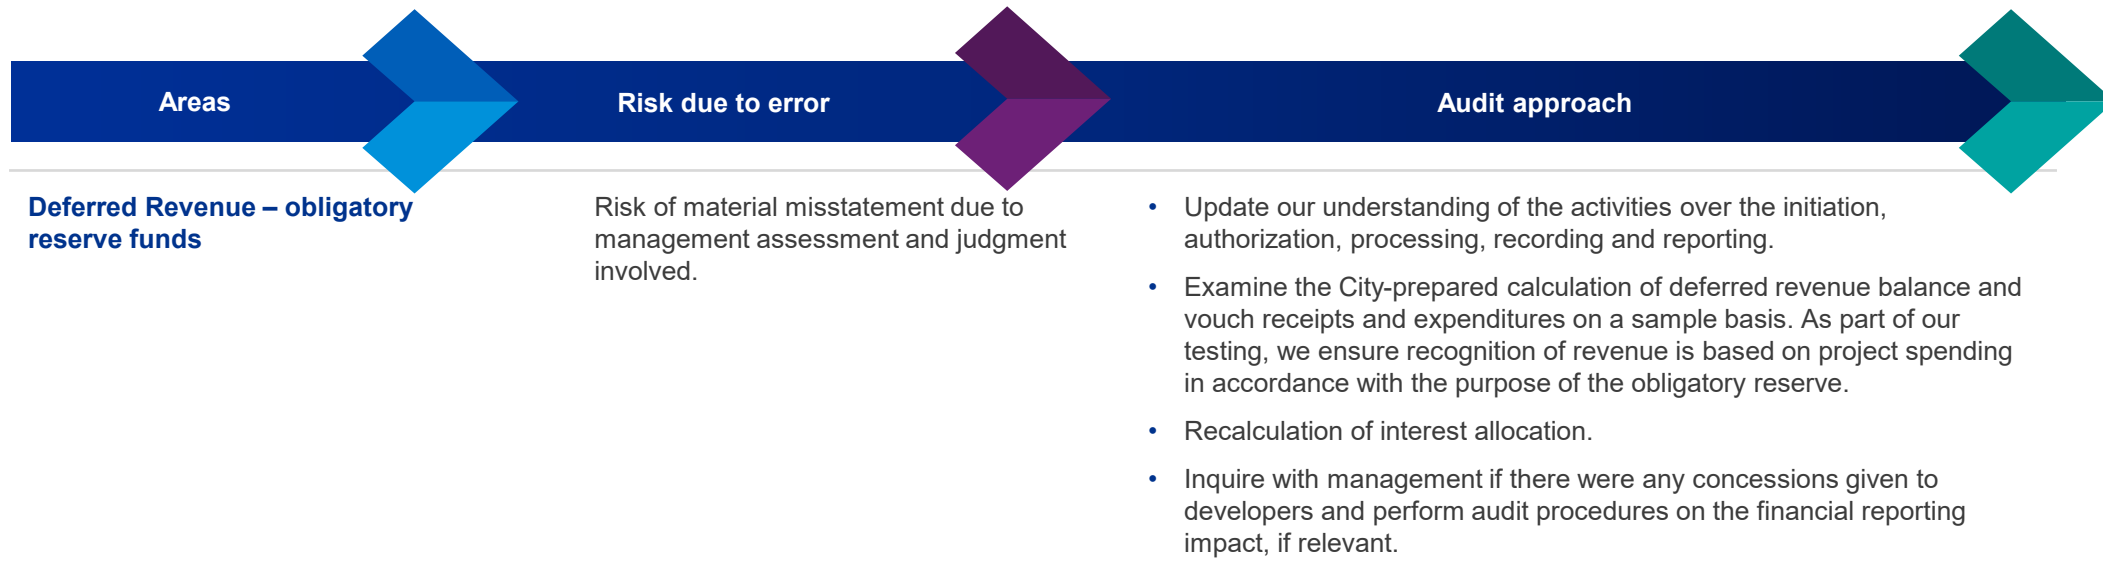 Areas
Risk due to error
Audit approach
Deferred Revenue – obligatory
reserve funds
Risk of material misstatement due to
management assessment and judgment
involved.
• Update our understanding of the activities over the initiation,
authorization, processing, recording and reporting.
• Examine the City-prepared calculation of deferred revenue balance and
vouch receipts and expenditures on a sample basis. As part of our
testing, we ensure recognition of revenue is based on project spending
in accordance with the purpose of the obligatory reserve.
• Recalculation of interest allocation.
• Inquire with management if there were any concessions given to
developers and perform audit procedures on the financial reporting
impact, if relevant.